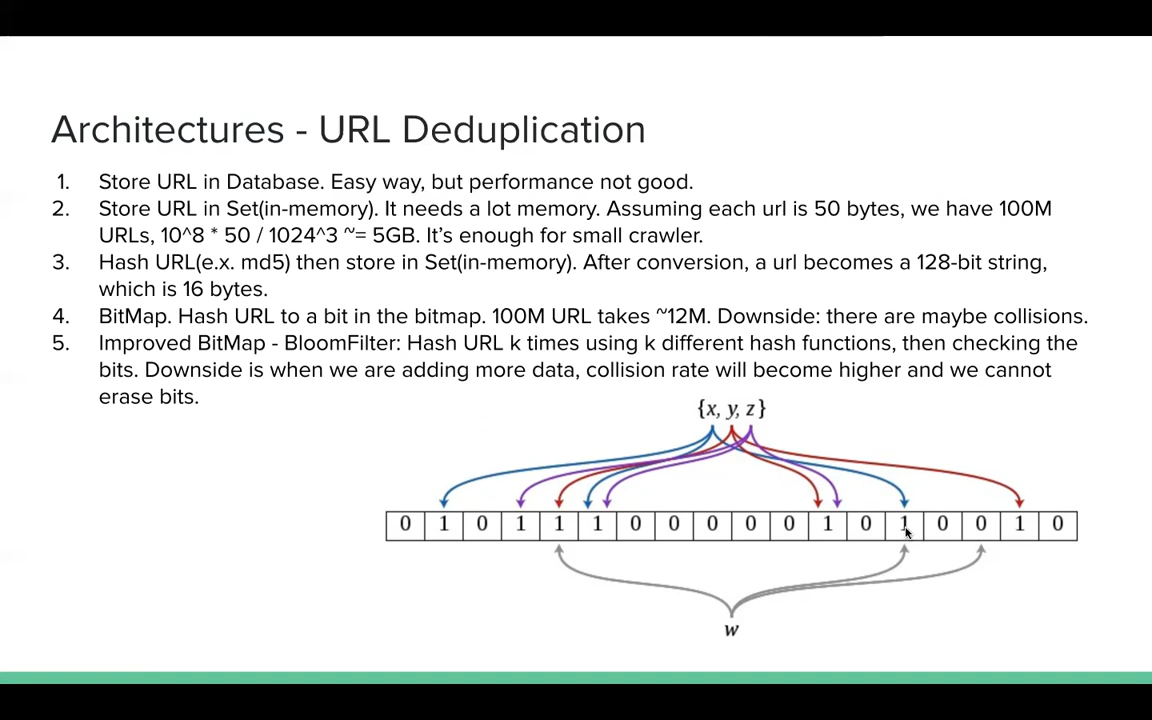 Architectures - URL Deduplication
1. Store URL in Database. Easy way, but performance not good.
2. Store URL in Set(in-memory). It needs a lot memory. Assuming each url is 50 bytes, we have 100M
URLs, 10^8 * 50 / 1024^3 ~= 5GB. It’s enough for small crawler.
3. Hash URL(e.x. md5) then store in Set(in-memory). After conversion, a url becomes a 128-bit string,
which is 16 bytes.
4. BitMap. Hash URL to a bit in the bitmap. 100M URL takes ~12M. Downside: there are maybe collisions.
5. Improved BitMap - BloomFilter: Hash URL k times using k different hash functions, then checking the
bits. Downside is when we are adding more data, collision rate will become higher and we cannot
erase bits.
{x, y, z}
0 1 0 1 1 1 0 0 0 0 0 1 0 1 0 0 1 0
w